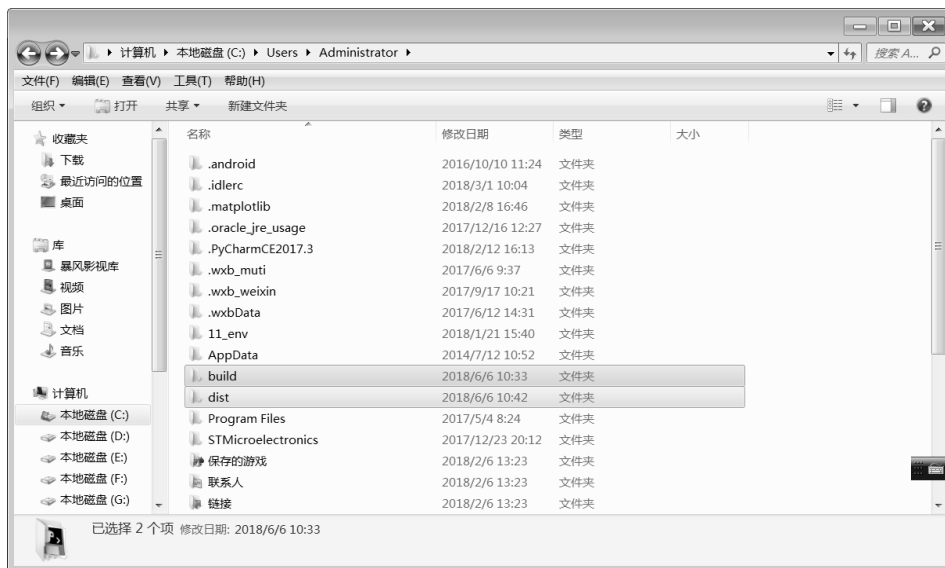 计算机 本地磁盘 (C:) Users Administrator 搜索 A...
文件(F) 编辑(E) 查看(V) 工具(T) 帮助(H)
组织 打开 共享 新建文件夹
收藏夹
下载
最近访问的位置
桌面
库
暴风影视库
视频
图片
文档
音乐
计算机
本地磁盘 (C:)
本地磁盘 (D:)
本地磁盘 (E:)
本地磁盘 (F:)
本地磁盘 (G:)
名称 修改日期 类型 大小
.android 2016/10/10 11:24 文件夹
.idlerc 2018/3/1 10:04 文件夹
.matplotlib 2018/2/8 16:46 文件夹
.oracle_jre_usage 2017/12/16 12:27 文件夹
.PyCharmCE2017.3 2018/2/12 16:13 文件夹
.wxb_muti 2017/6/6 9:37 文件夹
.wxb_weixin 2017/9/17 10:21 文件夹
.wxbData 2017/6/12 14:31 文件夹
11_env 2018/1/21 15:40 文件夹
AppData 2014/7/12 10:52 文件夹
build 2018/6/6 10:33 文件夹
dist 2018/6/6 10:42 文件夹
Program Files 2017/5/4 8:24 文件夹
STMicroelectronics 2017/12/23 20:12 文件夹
保存的游戏 2018/2/6 13:23 文件夹
联系人 2018/2/6 13:23 文件夹
链接 2018/2/6 13:23 文件夹
已选择 2 个项 修改日期: 2018/6/6 10:33